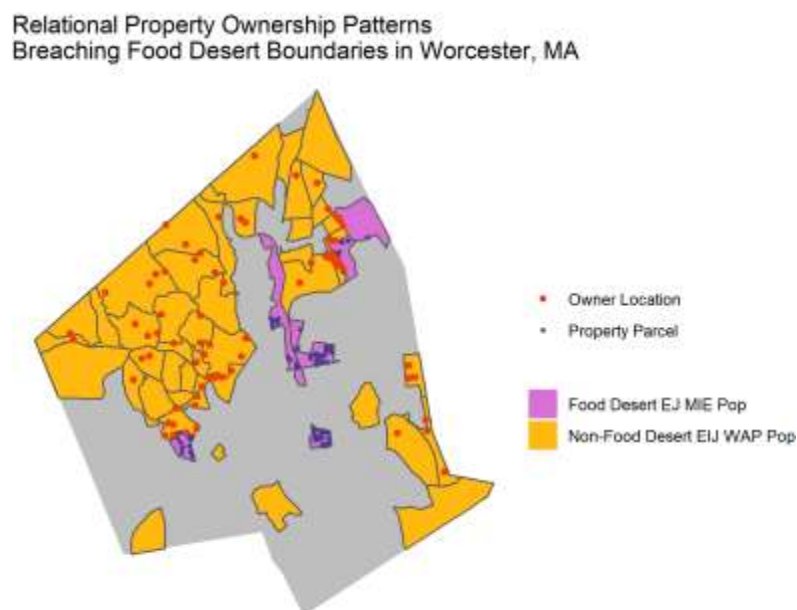 Relational Property Ownership Patterns
Breaching Food Desert Boundaries in Worcester, MA
Owner Location
Property Parcel
Food Desert EJ MIE Pop
Non-Food Desert EIJ WAP Pop